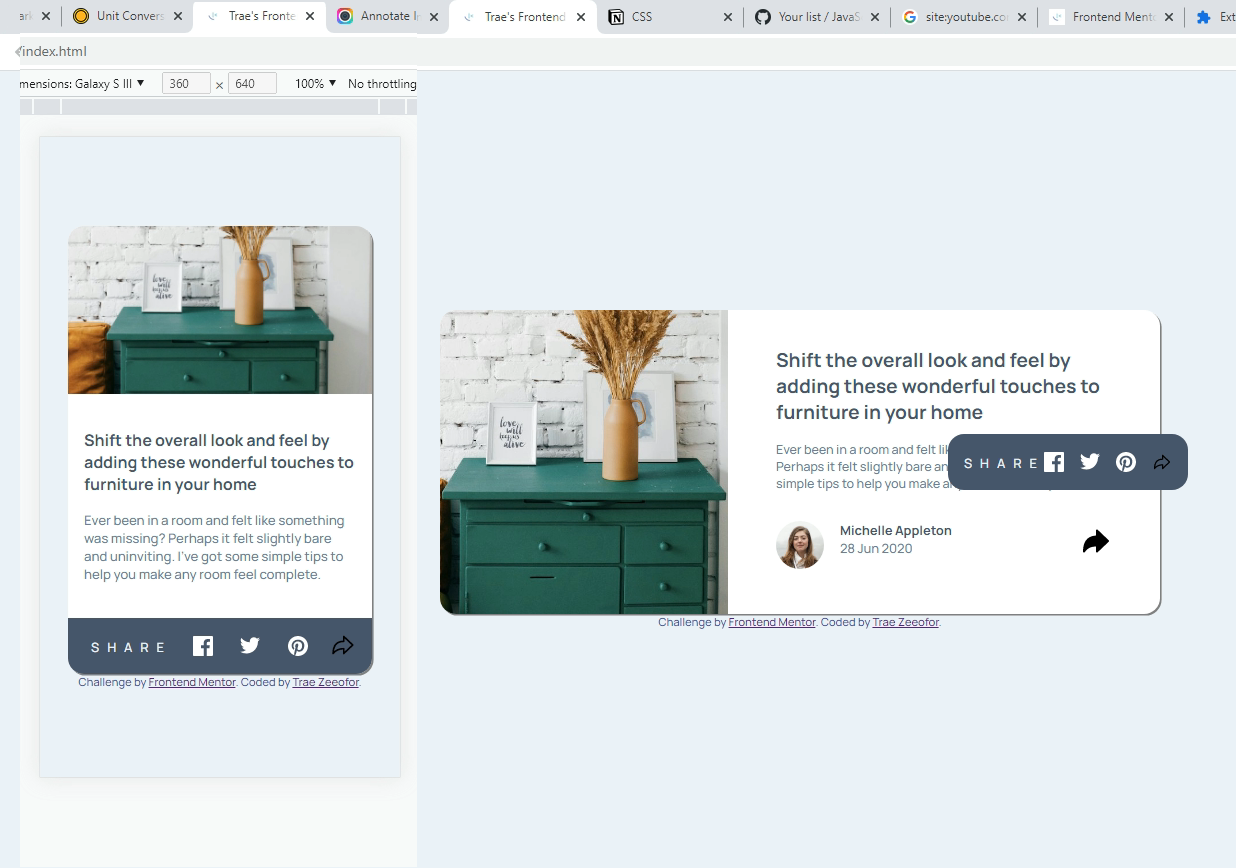 Unit Convers
Trae's Fronte
Annotate I
Trae's Frontend
CSS
Your list / JavaS
site:youtube.co
Frontend Ment
Ext
/index.html
mensions: Galaxy S III ▼ 360 × 640 100% ▼ No throttling
love
will
keep us
alive
Shift the overall look and feel by
adding these wonderful touches to
furniture in your home
Ever been in a room and felt like something
was missing? Perhaps it felt slightly bare
and uninviting. I've got some simple tips to
help you make any room feel complete.
SHARE
Challenge by Frontend Mentor. Coded by Trae Zeeofor.
love
will
keep us
alive
Shift the overall look and feel by
adding these wonderful touches to
furniture in your home
Ever been in a room and felt lik
Perhaps it felt slightly bare an
simple tips to help you make a
SHARE
Michelle Appleton
28 Jun 2020
Challenge by Frontend Mentor. Coded by Trae Zeeofor.